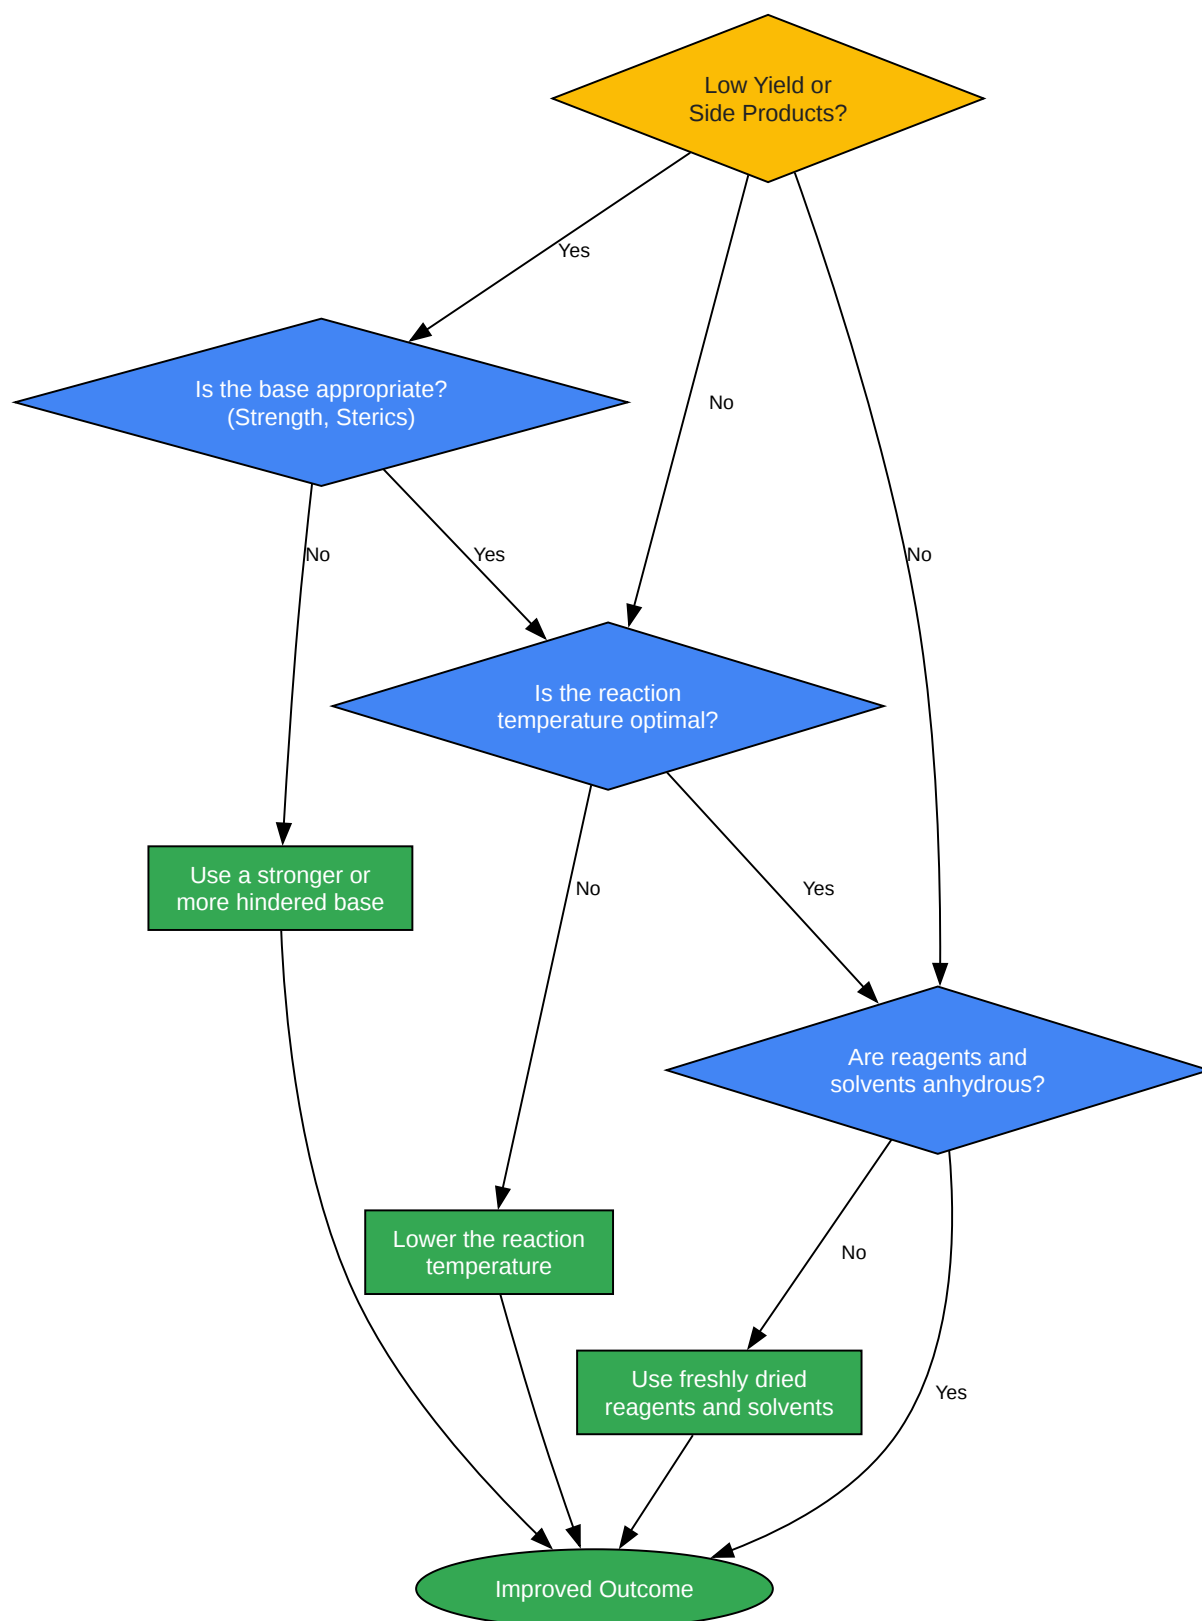 Low Yield or
Side Products?
Yes
Is the base appropriate?
(Strength, Sterics)
No
No
Yes
No
Is the reaction
temperature optimal?
Use a stronger or
more hindered base
No
Yes
Are reagents and
solvents anhydrous?
Lower the reaction
temperature
No
Use freshly dried
reagents and solvents
Yes
Improved Outcome